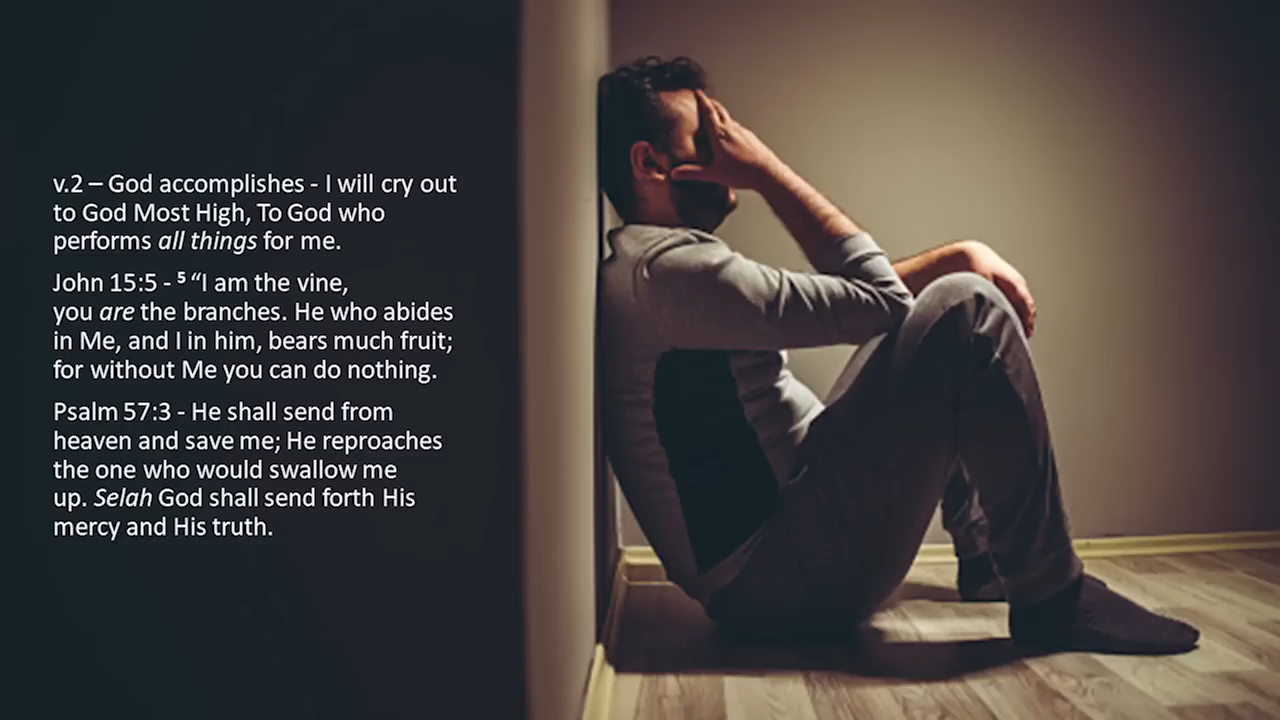 v.2 – God accomplishes - I will cry out
to God Most High, To God who
performs all things for me.
John 15:5 - ⁵ “I am the vine,
you are the branches. He who abides
in Me, and I in him, bears much fruit;
for without Me you can do nothing.
Psalm 57:3 - He shall send from
heaven and save me; He reproaches
the one who would swallow me
up. Selah God shall send forth His
mercy and His truth.